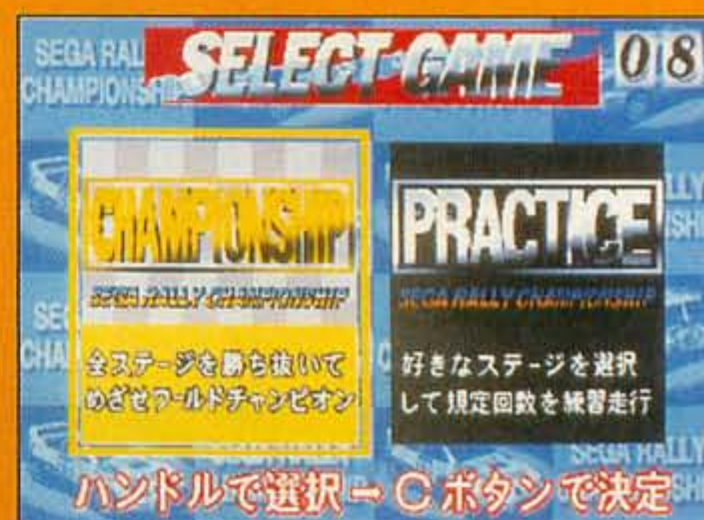 SELECT GAME 08
SEGA RALLY CHAMPIONSHIP
CHAMPIONSHIP
SEGA RALLY CHAMPIONSHIP
全ステージを勝ち抜いて
めざせワールドチャンピオン
PRACTICE
SEGA RALLY CHAMPIONSHIP
好きなステージを選択
して規定回数を練習走行
ハンドルで選択→Cボタンで決定